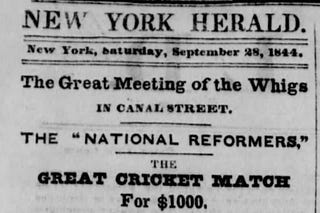 NEW YORK HERALD.
New York, Saturday, September 28, 1844.
The Great Meeting of the Whigs
IN CANAL STREET.
THE "NATIONAL REFORMERS,"
THE
GREAT CRICKET MATCH
For $1000.